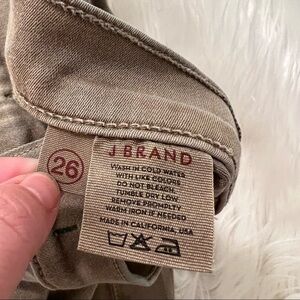 26
J BRAND
WASH IN COLD WATER
WITH LIKE COLORS
DO NOT BLEACH.
TUMBLE DRY LOW
REMOVE PROMPLTY
WARM IRON IF NEEDED
MADE IN CALIFORNIA, USA